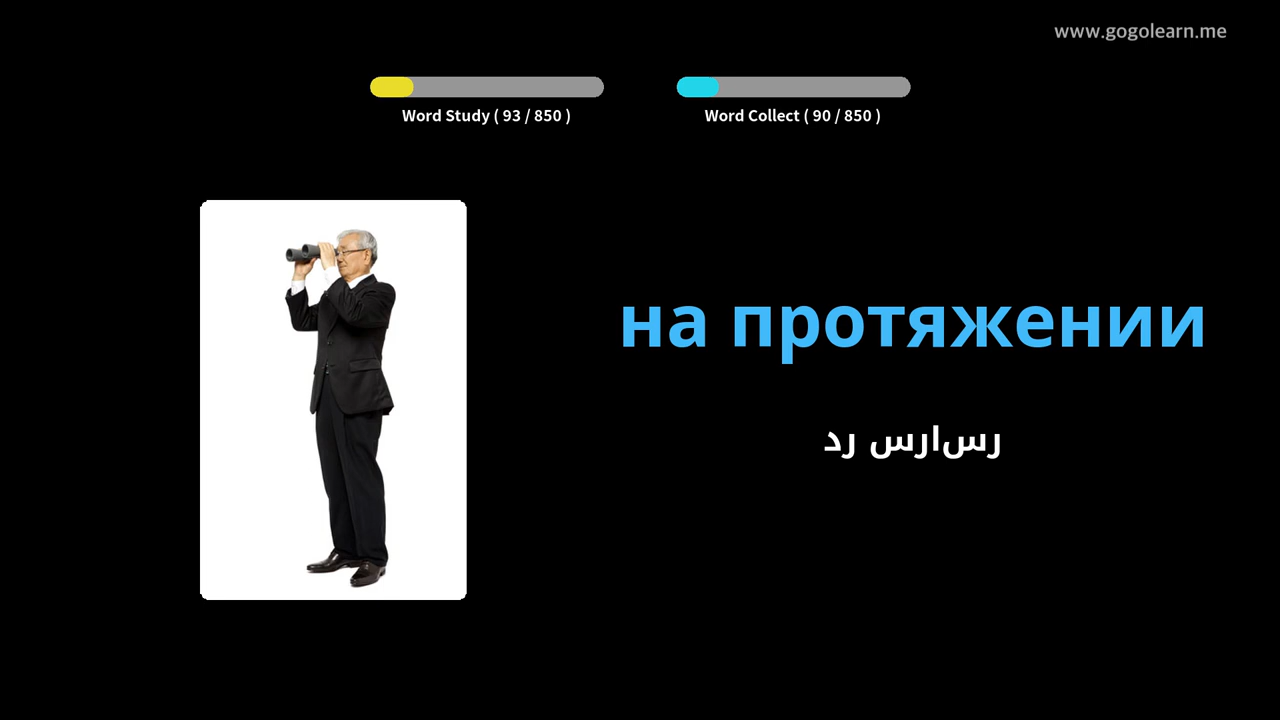 www.gogolearn.me
Word Study ( 93 / 850 )
Word Collect ( 90 / 850 )
на протяжении
رسارس رد